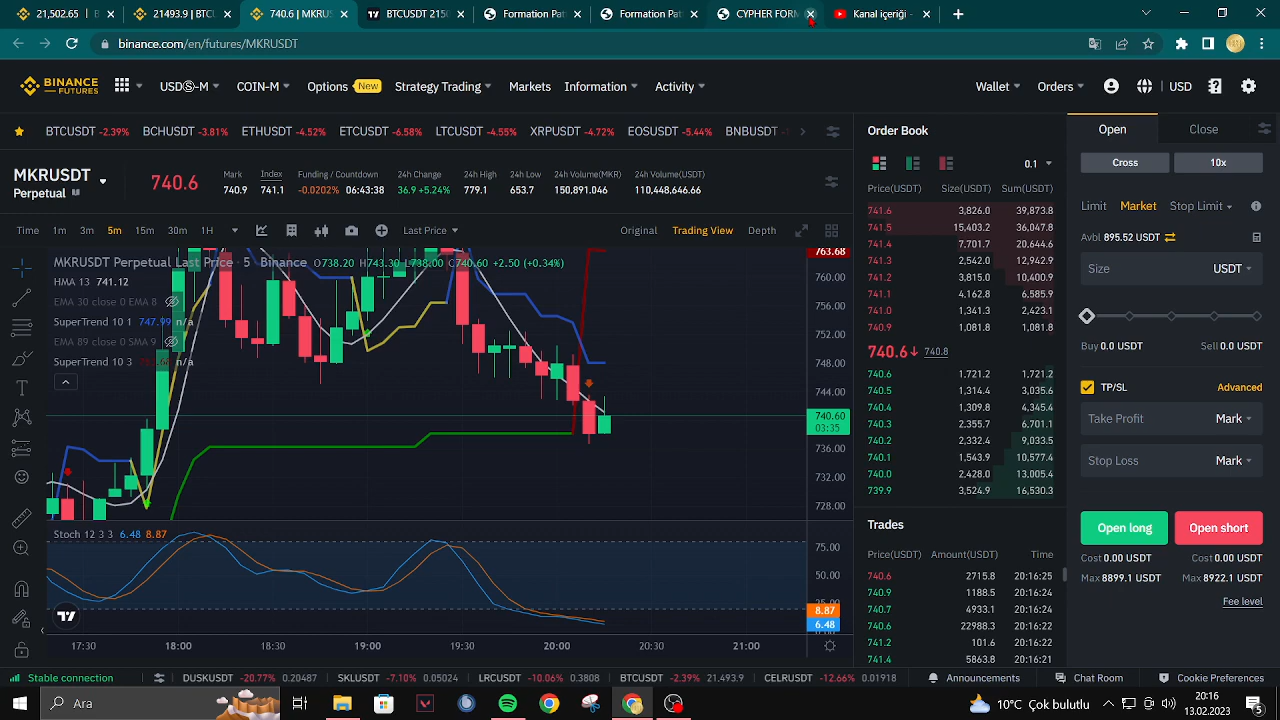 21,502.65 | B
21493.9 | BTCU
740.6 | MKRUS
BTCUSDT 2150
Formation Pat
Formation Pat
CYPHER FORM
Kanal içeriği -
binance.com/en/futures/MKRUSDT
BINANCE FUTURES
USDⓈ-M
COIN-M
Options New
Strategy Trading
Markets
Information
Activity
Wallet
Orders
USD
BTCUSDT -2.39% BCHUSDT -3.81% ETHUSDT -4.52% ETCUSDT -6.58% LTCUSDT -4.55% XRPUSDT -4.72% EOSUSDT -5.44% BNBUSDT
MKRUSDT
Perpetual
740.6
Mark
740.9
Index
741.1
Funding / Countdown
-0.0202% 06:43:38
24h Change
36.9 +5.24%
24h High
779.1
24h Low
653.7
24h Volume(MKR)
150,891.046
24h Volume(USDT)
110,448,646.66
Time 1m 3m 5m 15m 30m 1H
Last Price
Original Trading View Depth
MKRUSDT Perpetual Last Price · 5 · Binance O738.20 H743.30 L738.00 C740.60 +2.50 (+0.34%)
HMA 13 741.12
EMA 30 close 0 EMA 8
SuperTrend 10 1 747.99 n/a
EMA 89 close 0 SMA 9
SuperTrend 10 3 n/a
763.68
760.00
756.00
752.00
748.00
744.00
740.60
03:35
736.00
732.00
728.00
Stoch 12 3 3 6.48 8.87
75.00
50.00
25.00
8.87
6.48
17:30 18:00 18:30 19:00 19:30 20:00 20:30 21:00
Order Book
0.1
Price(USDT) Size(USDT) Sum(USDT)
741.6 3,826.0 39,873.8
741.5 15,403.2 36,047.8
741.4 7,701.7 20,644.6
741.3 2,542.0 12,942.9
741.2 3,815.0 10,400.9
741.1 4,162.8 6,585.9
741.0 1,341.3 2,423.1
740.9 1,081.8 1,081.8
740.6↓ 740.8
740.6 1,721.2 1,721.2
740.5 1,314.4 3,035.6
740.4 1,309.8 4,345.4
740.3 2,355.7 6,701.1
740.2 2,332.4 9,033.5
740.1 1,543.9 10,577.4
740.0 2,428.0 13,005.4
739.9 3,524.9 16,530.3
Trades
Price(USDT) Amount(USDT) Time
740.6 2715.8 20:16:25
740.9 1188.5 20:16:24
740.7 4933.1 20:16:24
740.6 22988.3 20:16:22
741.2 101.6 20:16:22
741.4 5863.8 20:16:21
Open Close
Cross 10x
Limit Market Stop Limit
Avbl 895.52 USDT
Size USDT
Buy 0.0 USDT Sell 0.0 USDT
TP/SL Advanced
Take Profit Mark
Stop Loss Mark
Open long Open short
Cost 0.00 USDT Cost 0.00 USDT
Max 8899.1 USDT Max 8922.1 USDT
Fee level
Stable connection
DUSKUSDT -20.77% 0.20487 SKLUSDT -7.10% 0.05024 LRCUSDT -10.06% 0.3808 BTCUSDT -2.39% 21,493.9 CELRUSDT -12.66% 0.01918
Announcements
Chat Room
Cookie Preferences
Ara
10°C Çok bulutlu
20:16
13.02.2023